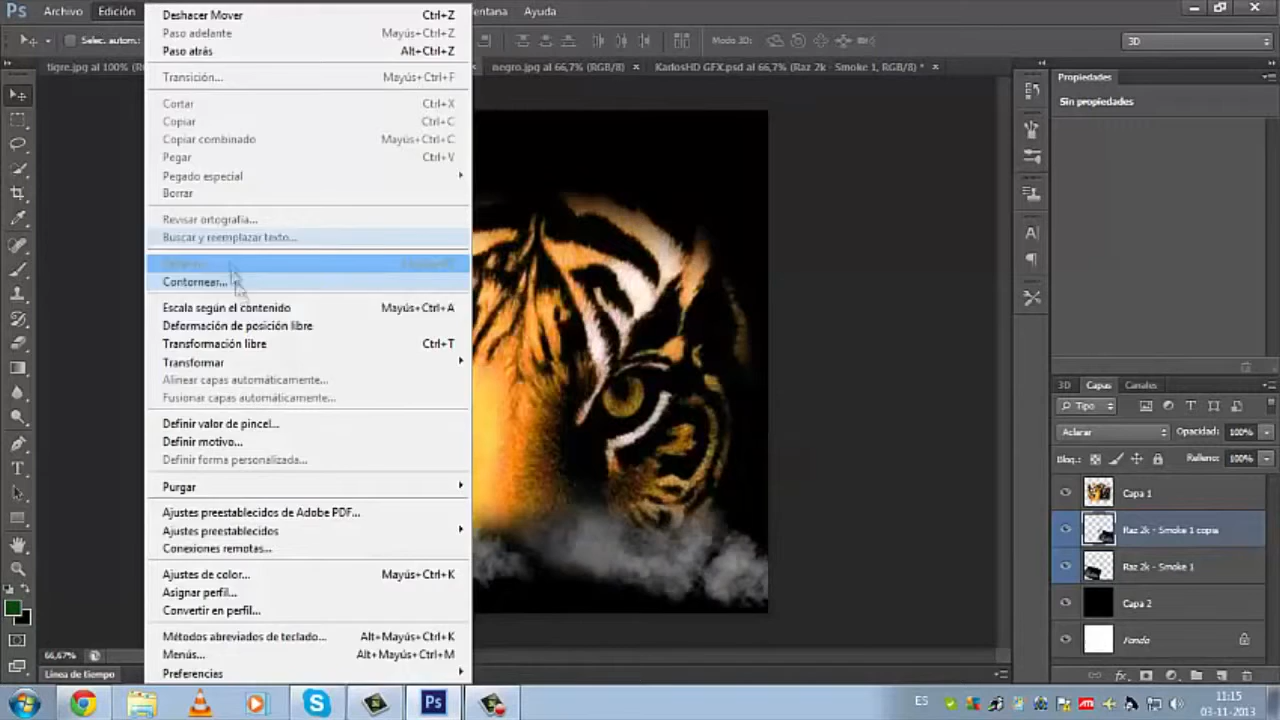 Ps Archivo Edición entana Ayuda
Selec. autom.: Modo 3D: 3D
tigre.jpg al 100% (R negro.jpg al 66,7% (RGB/8) × KadosHD GFX.psd al 66,7% (Raz 2k - Smoke 1, RGB/8) * ×
Deshacer Mover Ctrl+Z
Paso adelante Mayús+Ctrl+Z
Paso atrás Alt+Ctrl+Z
Transición... Mayús+Ctrl+F
Cortar Ctrl+X
Copiar Ctrl+C
Copiar combinado Mayús+Ctrl+C
Pegar Ctrl+V
Pegado especial
Borrar
Revisar ortografía...
Buscar y reemplazar texto...
Contornear...
Escala según el contenido Mayús+Ctrl+A
Deformación de posición libre
Transformación libre Ctrl+T
Transformar
Alinear capas automáticamente...
Fusionar capas automáticamente...
Definir valor de pincel...
Definir motivo...
Definir forma personalizada...
Purgar
Ajustes preestablecidos de Adobe PDF...
Ajustes preestablecidos
Conexiones remotas...
Ajustes de color... Mayús+Ctrl+K
Asignar perfil...
Convertir en perfil...
Métodos abreviados de teclado... Alt+Mayús+Ctrl+K
Menús... Alt+Mayús+Ctrl+M
Preferencias
Propiedades
Sin propiedades
3D Capas Canales
Tipo
Aclarar Opacidad: 100%
Bloq.: Relleno: 100%
Capa 1
Raz 2k - Smoke 1 copia
Raz 2k - Smoke 1
Capa 2
Fondo
66,67%
Línea de tiempo
ES 11:15
03-11-2013